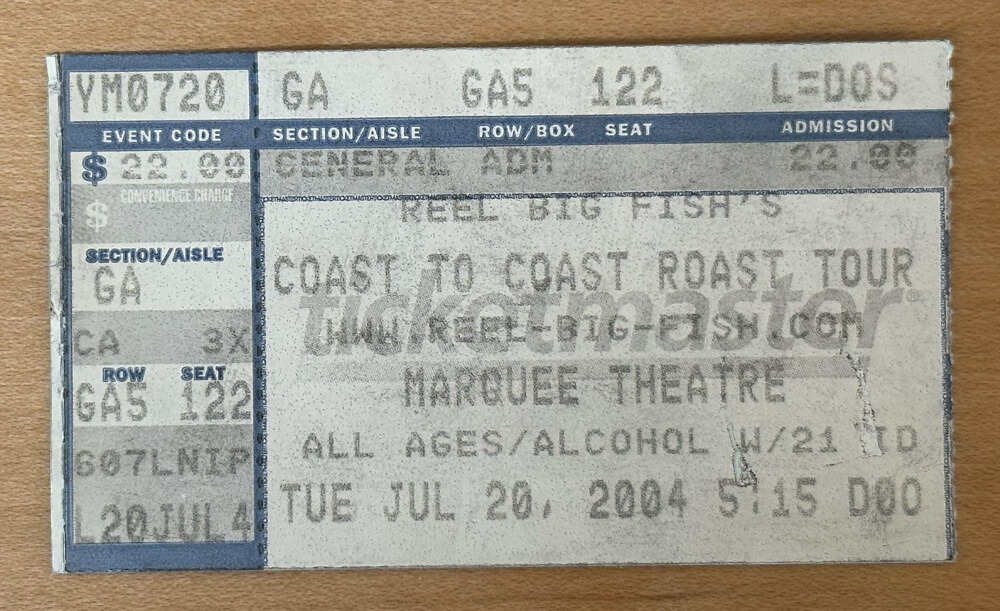 YM0720 GA GA5 122 L=DOS
EVENT CODE SECTION/AISLE ROW/BOX SEAT ADMISSION
$ 22.00 GENERAL ADM 22.00
CONVENIENCE CHARGE
$
REEL BIG FISH'S
SECTION/AISLE
GA
COAST TO COAST ROAST TOUR
ticketmaster®
CA 3X
WWW.REEL-BIG-FISH.COM
ROW SEAT
GA5 122
MARQUEE THEATRE
607LNIP
ALL AGES/ALCOHOL W/21 ID
L20JUL4
TUE JUL 20, 2004 5:15 DOO